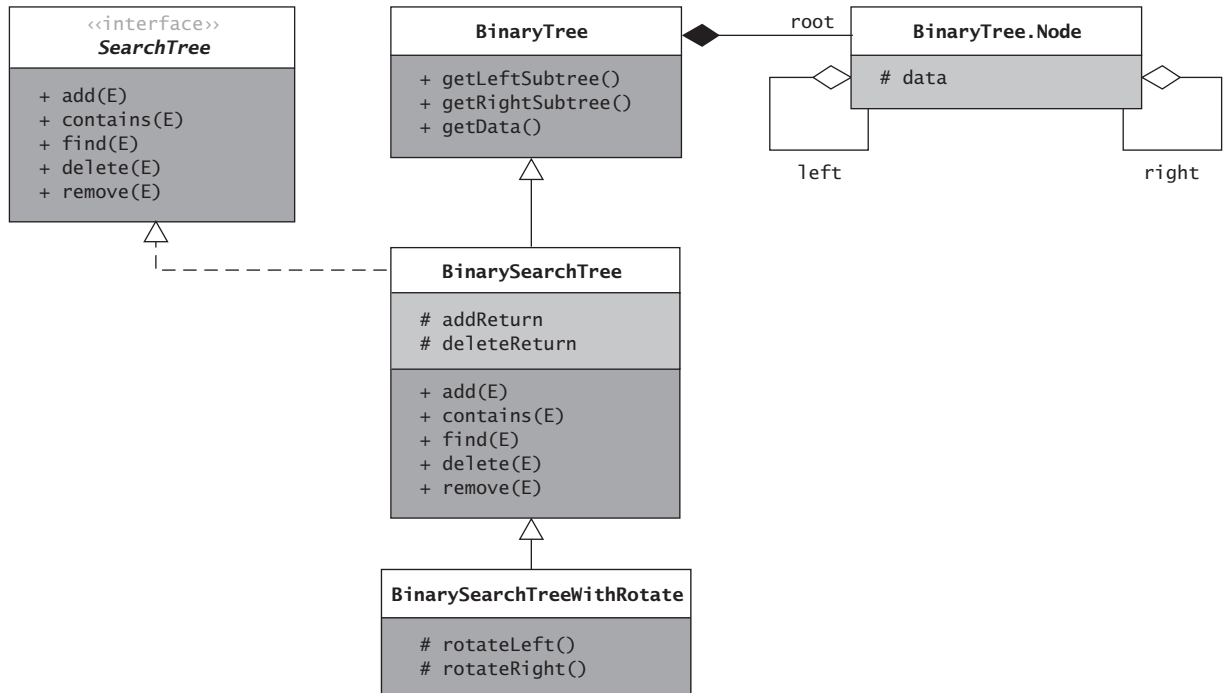 ‹‹interface››
SearchTree
+ add(E)
+ contains(E)
+ find(E)
+ delete(E)
+ remove(E)
BinaryTree
+ getLeftSubtree()
+ getRightSubtree()
+ getData()
root
BinaryTree.Node
# data
left
right
BinarySearchTree
# addReturn
# deleteReturn
+ add(E)
+ contains(E)
+ find(E)
+ delete(E)
+ remove(E)
BinarySearchTreeWithRotate
# rotateLeft()
# rotateRight()